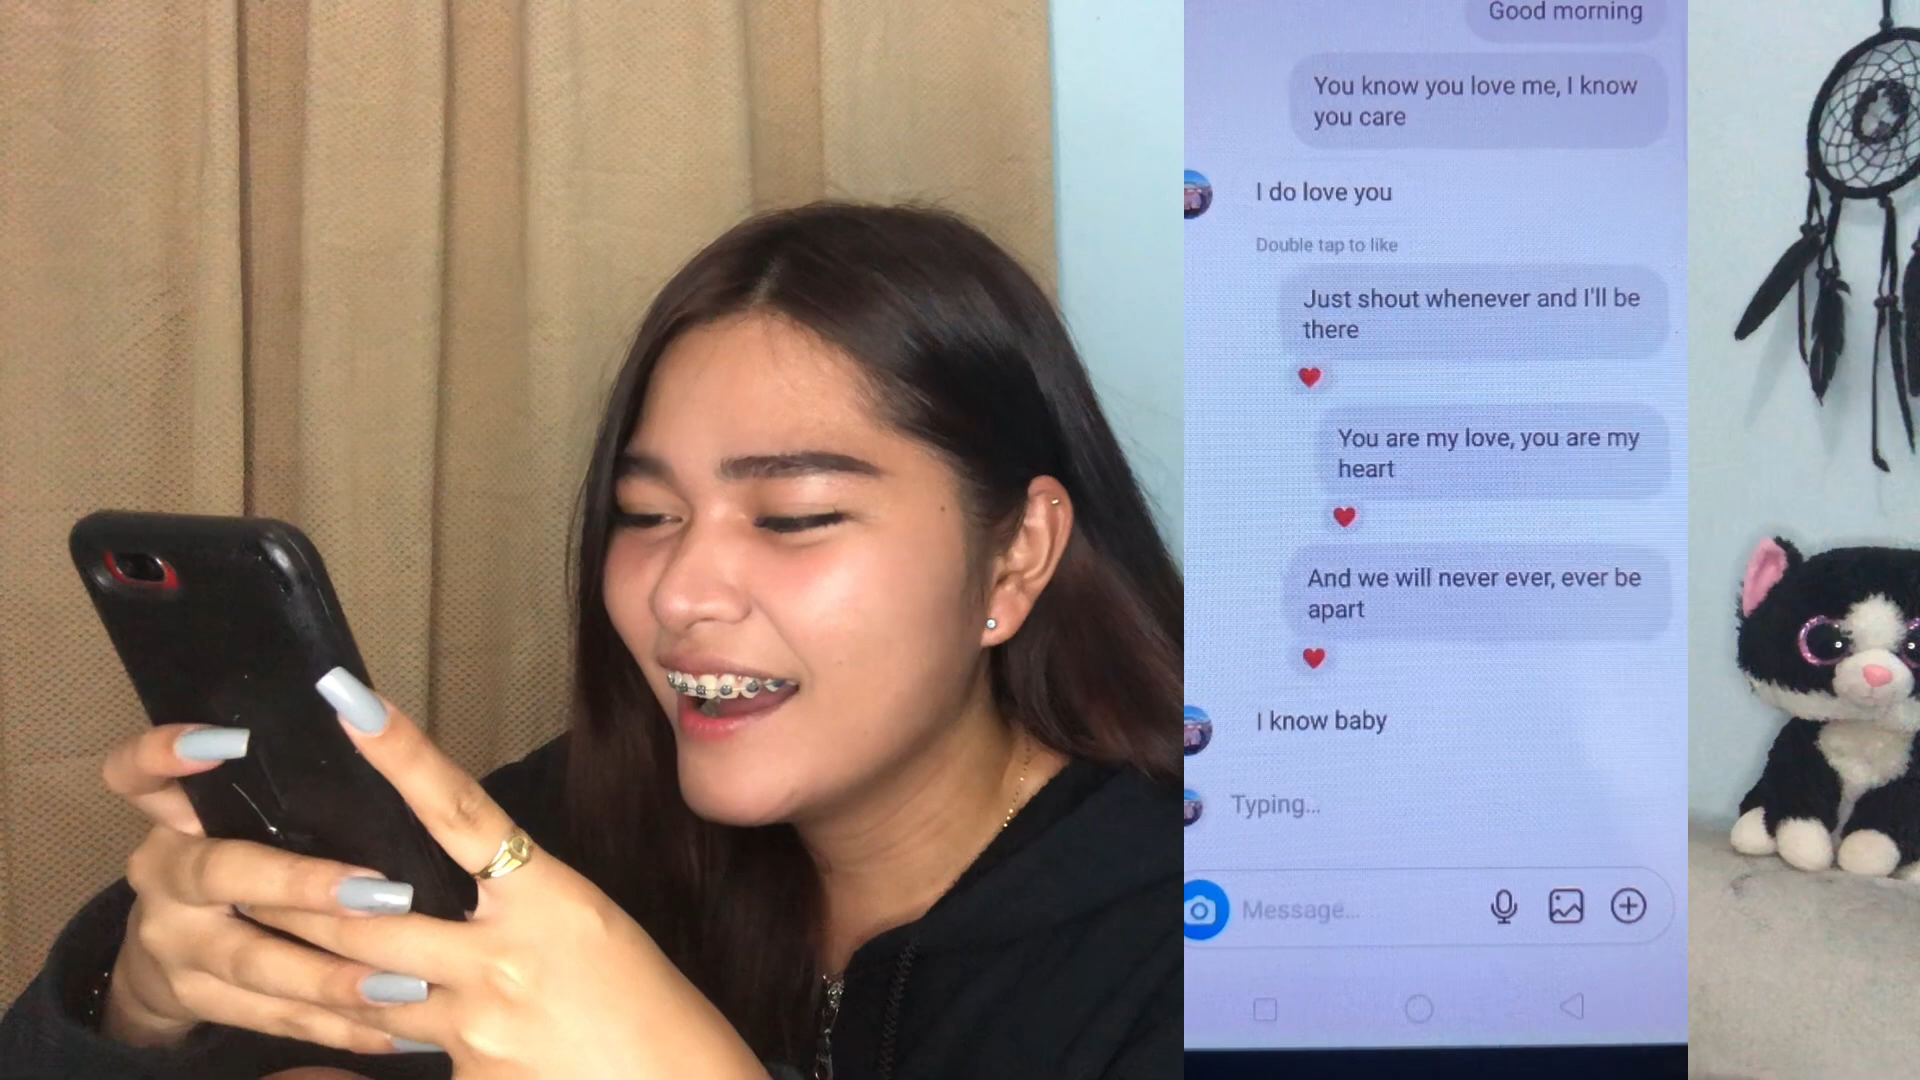 Good morning
You know you love me, I know
you care
I do love you
Double tap to like
Just shout whenever and I'll be
there
You are my love, you are my
heart
And we will never ever, ever be
apart
I know baby
Typing...
Message...